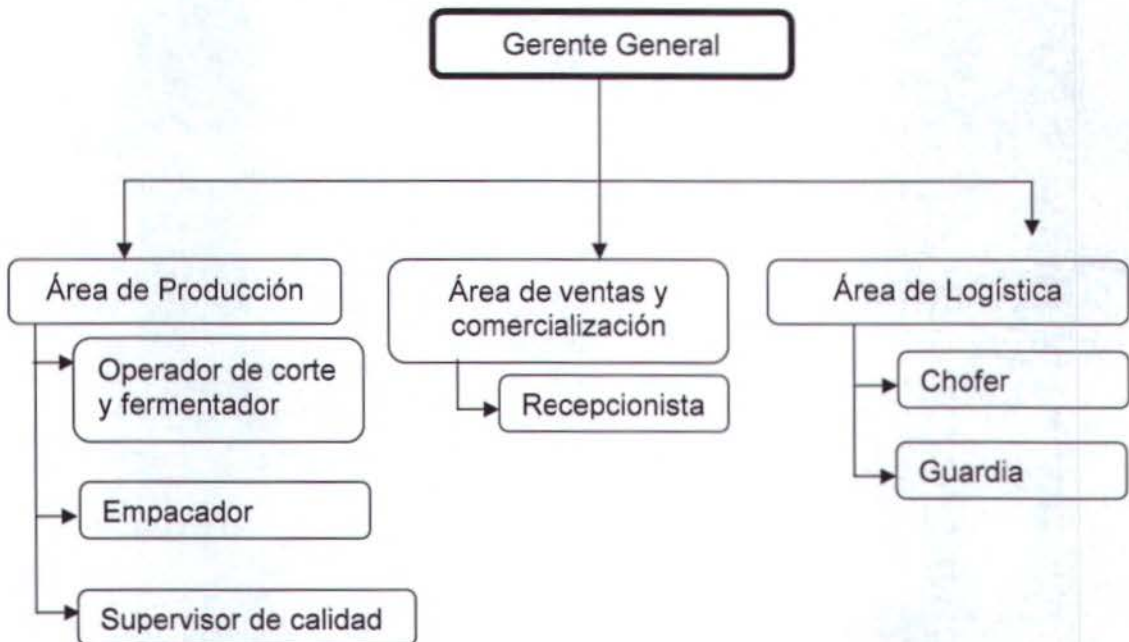 Gerente General
Área de Producción
Operador de corte
y fermentador
Empacador
Supervisor de calidad
Área de ventas y
comercialización
Recepcionista
Área de Logística
Chofer
Guardia